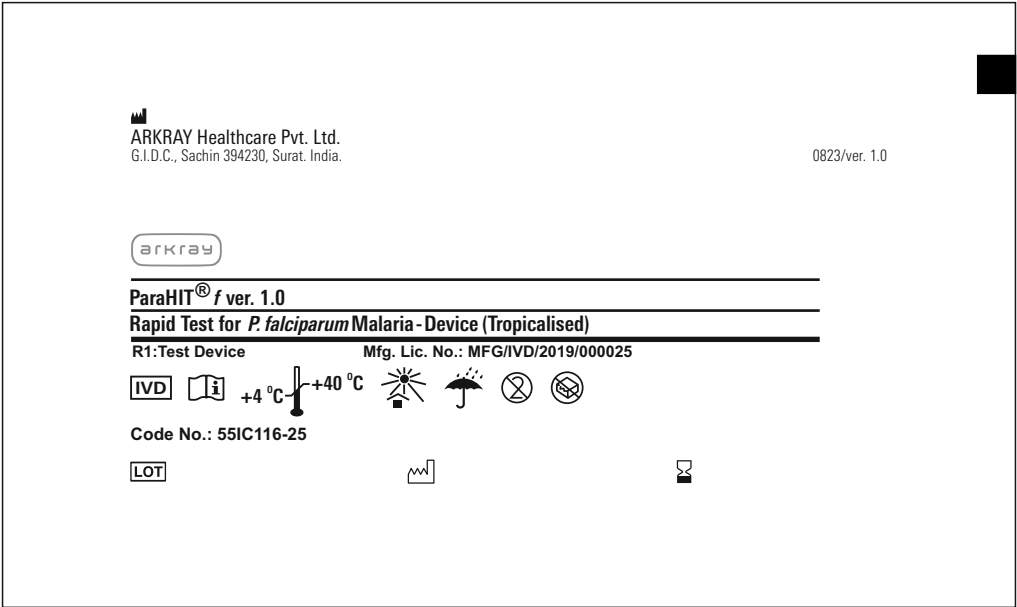 ARKRAY Healthcare Pvt. Ltd.
G.I.D.C., Sachin 394230, Surat. India.
0823/ver. 1.0
arkray
ParaHIT® f ver. 1.0
Rapid Test for P. falciparum Malaria - Device (Tropicalised)
R1:Test Device Mfg. Lic. No.: MFG/IVD/2019/000025
IVD i +4 °C +40 °C 2
Code No.: 55IC116-25
LOT